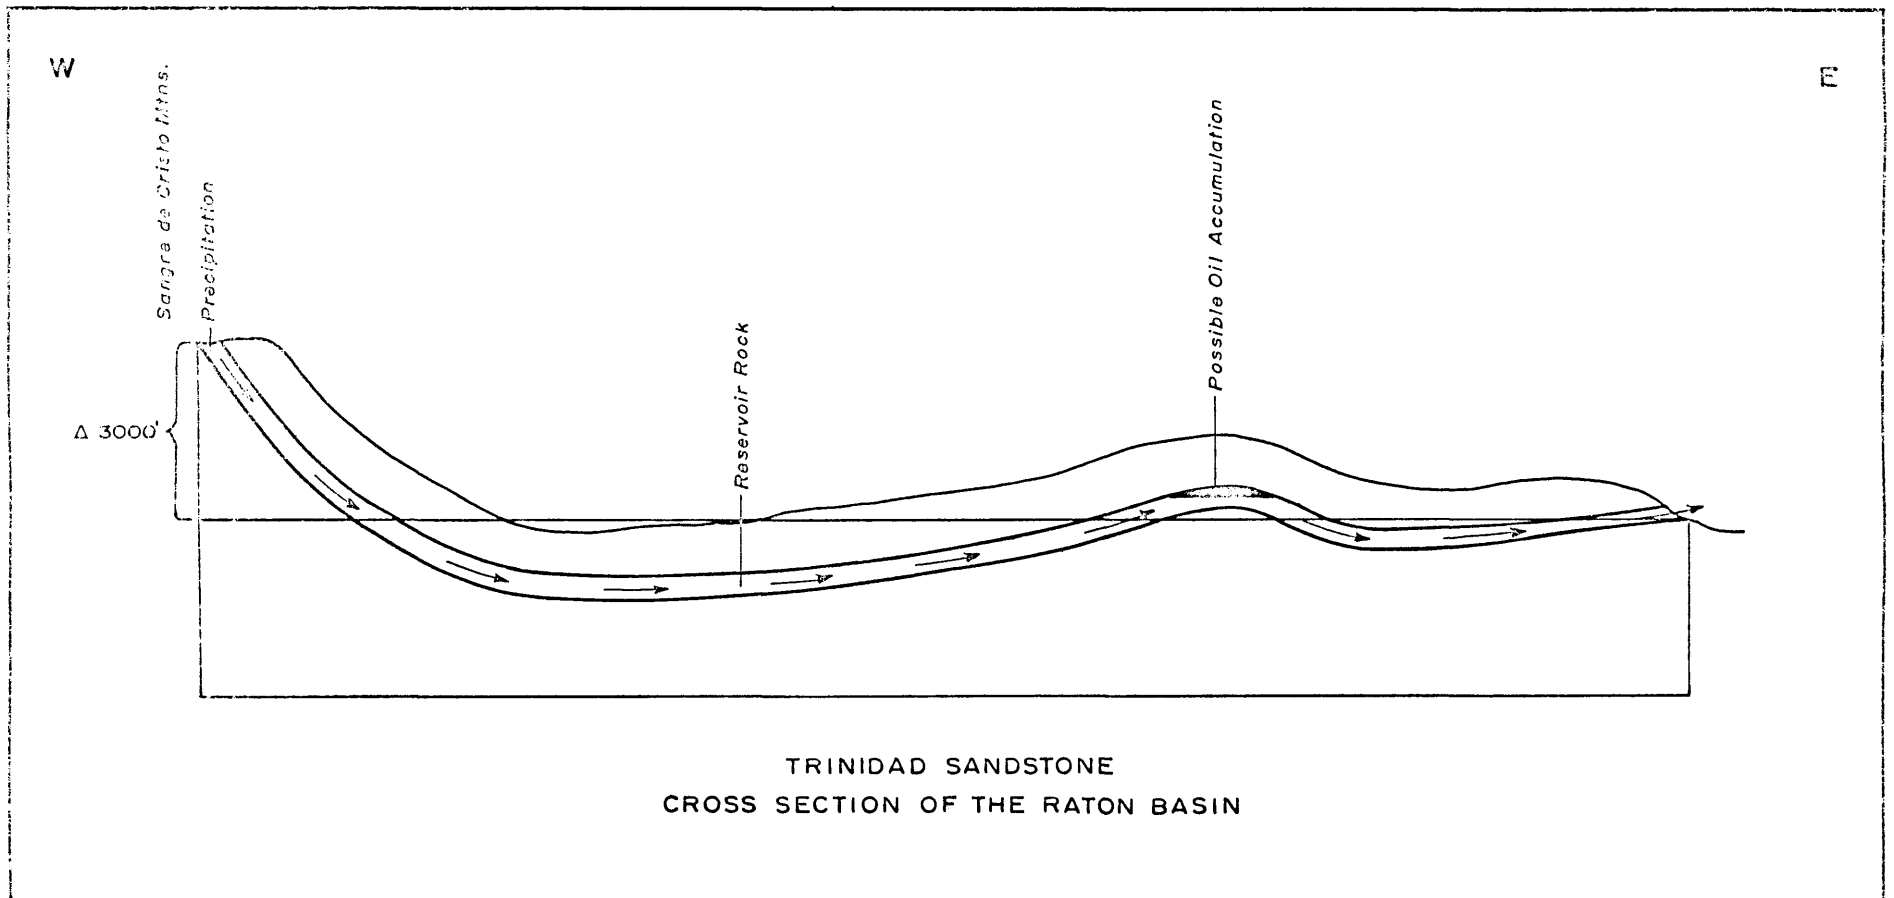 W
E
Sangre de Cristo Mtns.
Precipitation
Δ 3000'
Reservoir Rock
Possible Oil Accumulation
TRINIDAD SANDSTONE
CROSS SECTION OF THE RATON BASIN